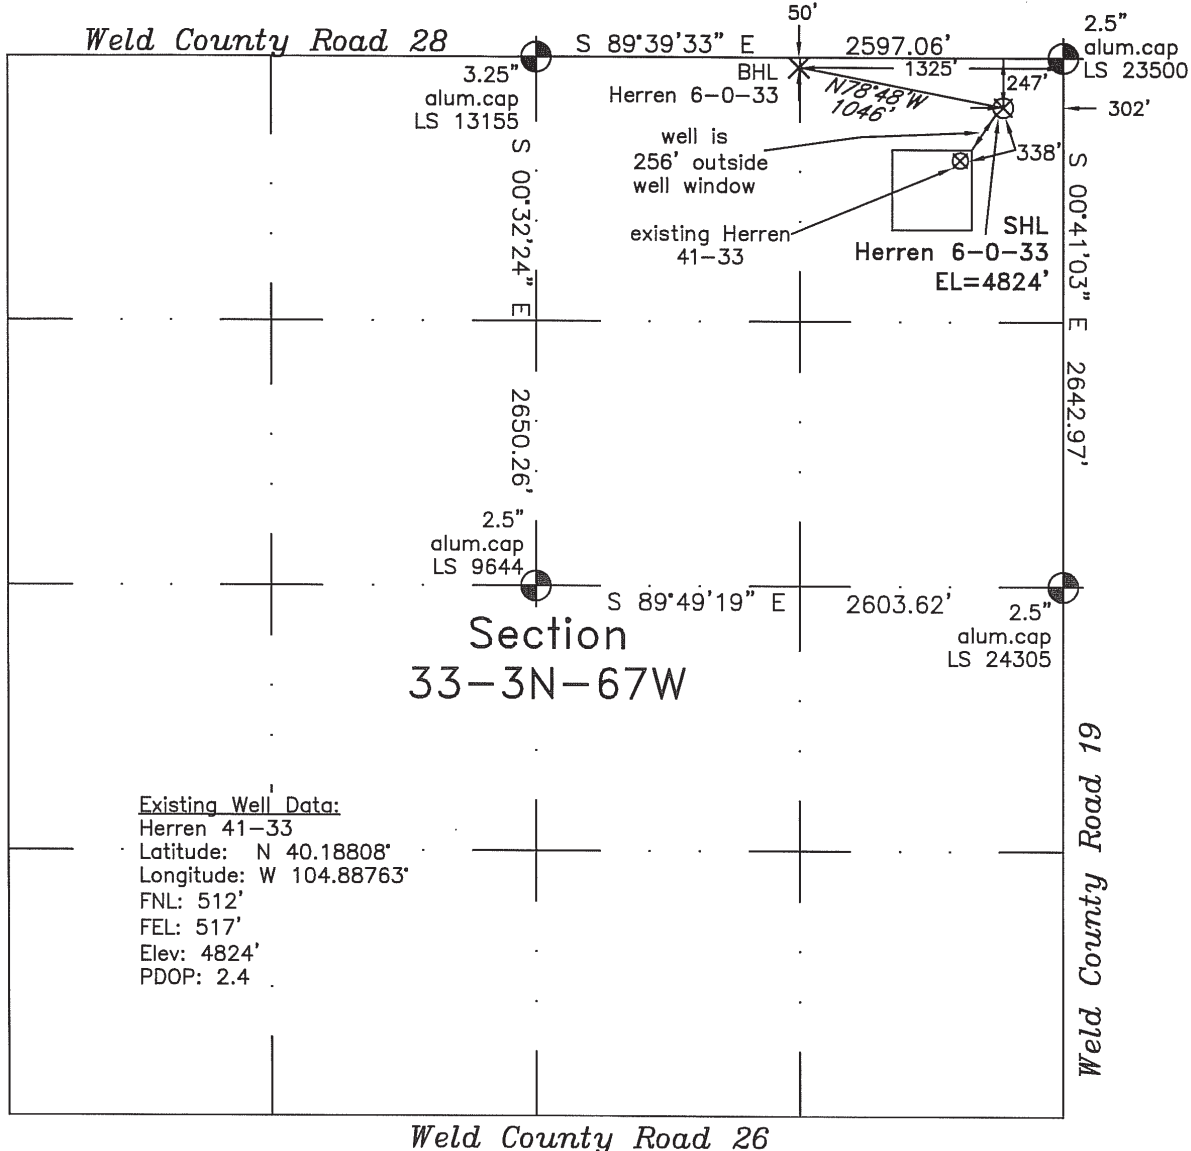 50'
Weld County Road 28
S 89°39'33" E
2597.06'
2.5"
alum.cap
LS 23500
3.25"
alum.cap
LS 13155
BHL
Herren 6-0-33
1325'
247'
N78°48'W
1046'
302'
well is
256' outside
well window
338'
existing Herren
41-33
SHL
Herren 6-0-33
EL=4824'
S 00°32'24" E
2650.26'
S 00°41'03" E
2642.97'
2.5"
alum.cap
LS 9644
S 89°49'19" E
2603.62'
2.5"
alum.cap
LS 24305
Section
33-3N-67W
Weld County Road 19
Existing Well Data:
Herren 41-33
Latitude: N 40.18808°
Longitude: W 104.88763°
FNL: 512'
FEL: 517'
Elev: 4824'
PDOP: 2.4
Weld County Road 26